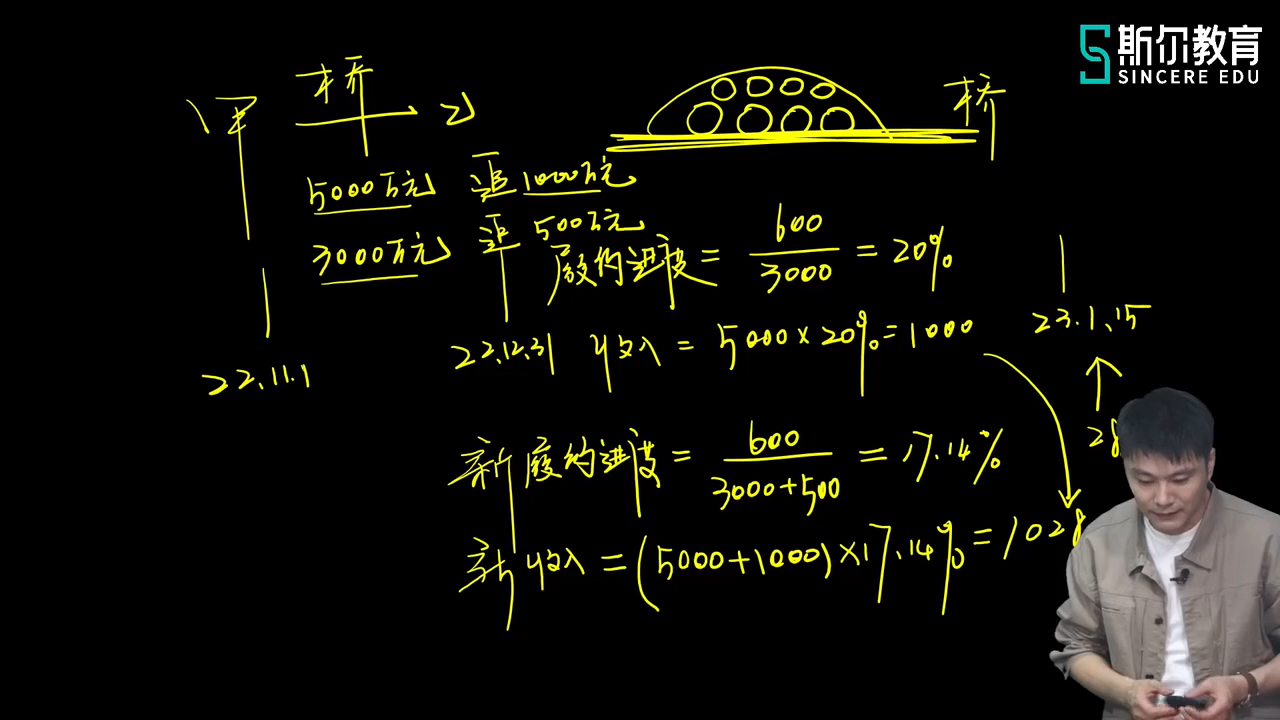 斯尔教育
SINCERE EDU
甲 桥 乙
桥
5000万元 追1000万元
3000万元 追 500万元
履约进度 = 600/3000 = 20%
22.11.1
22.12.31 收入 = 5000×20%=1000
23.1.15
28
新履约进度 = 600/3000+500 = 17.14%
新收入 = (5000+1000)×17.14% = 1028